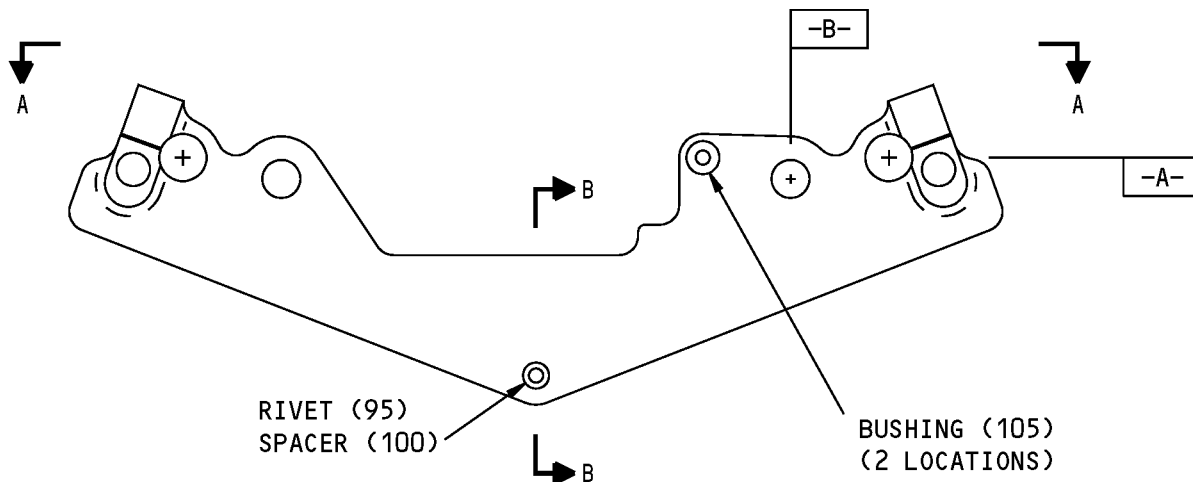 -B-
A
A
B
-A-
RIVET (95)
SPACER (100)
BUSHING (105)
(2 LOCATIONS)
B